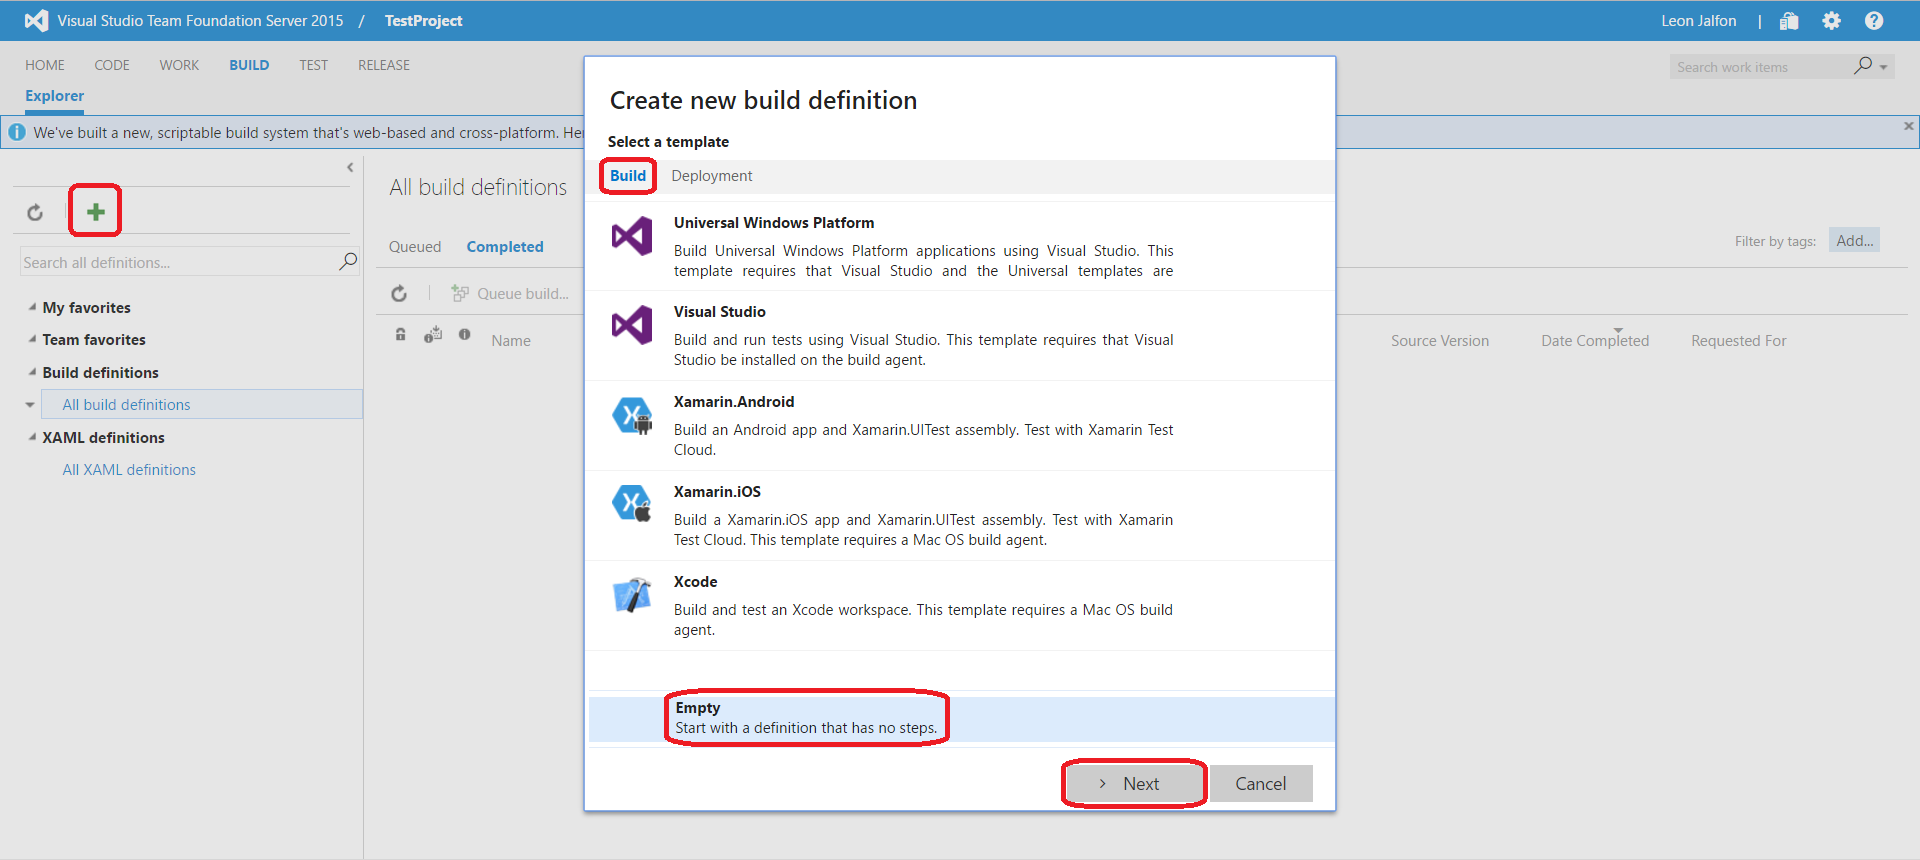 Visual Studio Team Foundation Server 2015 / TestProject
Leon Jalfon |
HOME CODE WORK BUILD TEST RELEASE
Search work items
Explorer
We've built a new, scriptable build system that's web-based and cross-platform.
Search all definitions...
My favorites
Team favorites
Build definitions
All build definitions
XAML definitions
All XAML definitions
All build definitions
Queued Completed
Filter by tags: Add...
Queue build...
Name
Source Version Date Completed Requested For
Create new build definition
Select a template
Build Deployment
Universal Windows Platform
Build Universal Windows Platform applications using Visual Studio. This
template requires that Visual Studio and the Universal templates are
Visual Studio
Build and run tests using Visual Studio. This template requires that Visual
Studio be installed on the build agent.
Xamarin.Android
Build an Android app and Xamarin.UITest assembly. Test with Xamarin Test
Cloud.
Xamarin.iOS
Build a Xamarin.iOS app and Xamarin.UITest assembly. Test with Xamarin
Test Cloud. This template requires a Mac OS build agent.
Xcode
Build and test an Xcode workspace. This template requires a Mac OS build
agent.
Empty
Start with a definition that has no steps.
Next
Cancel